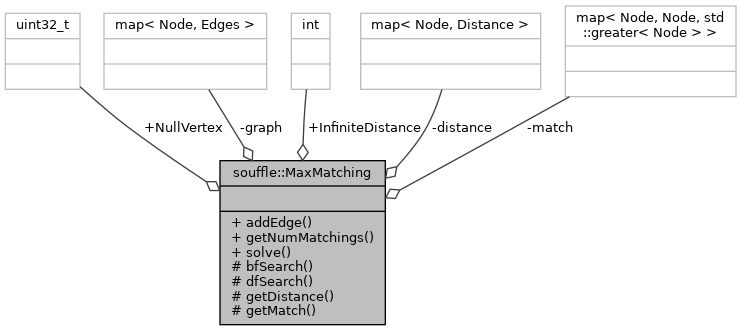 uint32_t
map< Node, Edges >
int
map< Node, Distance >
map< Node, Node, std
::greater< Node > >
+NullVertex
-graph
+InfiniteDistance
-distance
-match
souffle::MaxMatching
+ addEdge()
+ getNumMatchings()
+ solve()
# bfSearch()
# dfSearch()
# getDistance()
# getMatch()